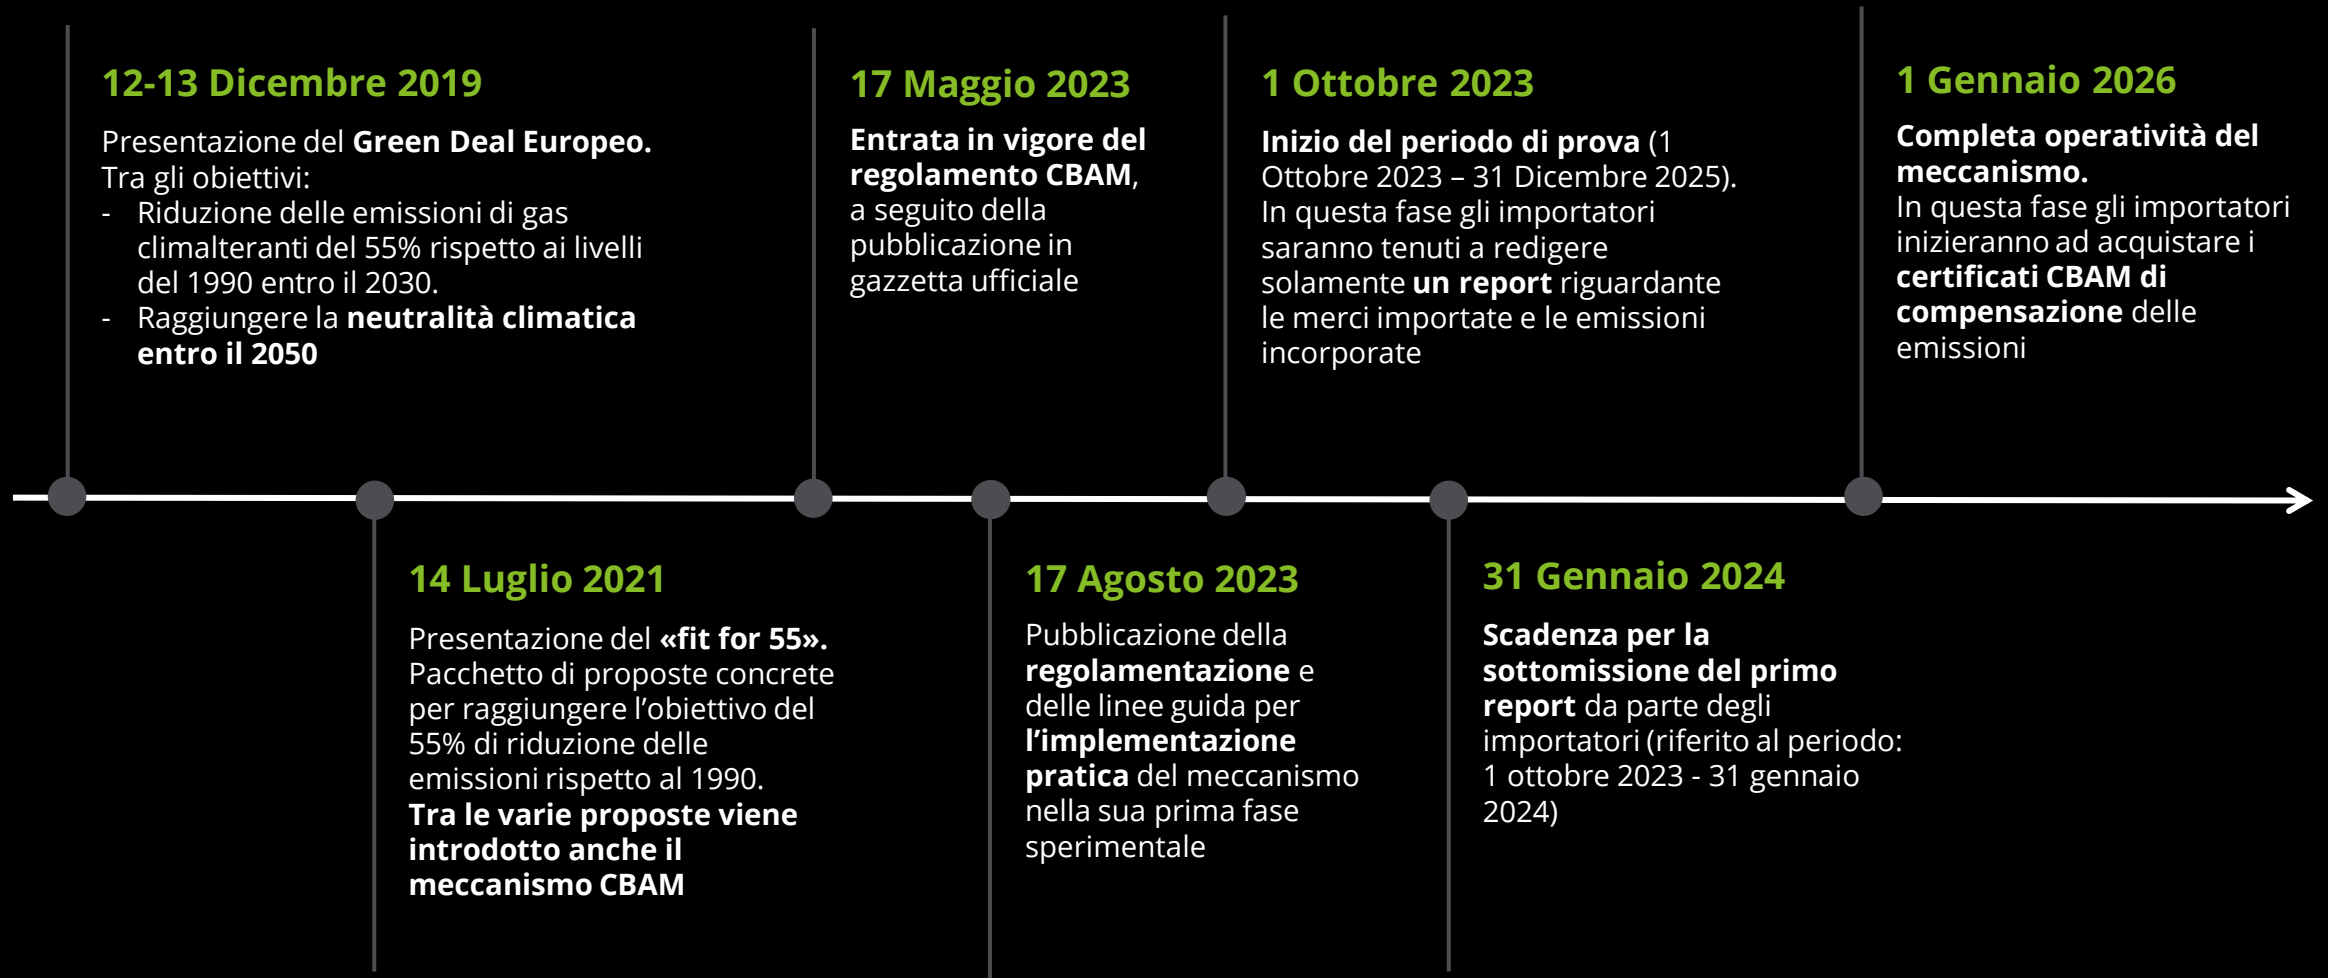 12-13 Dicembre 2019
Presentazione del Green Deal Europeo.
Tra gli obiettivi:
- Riduzione delle emissioni di gas
climalteranti del 55% rispetto ai livelli
del 1990 entro il 2030.
- Raggiungere la neutralità climatica
entro il 2050
17 Maggio 2023
Entrata in vigore del
regolamento CBAM,
a seguito della
pubblicazione in
gazzetta ufficiale
1 Ottobre 2023
Inizio del periodo di prova (1
Ottobre 2023 – 31 Dicembre 2025).
In questa fase gli importatori
saranno tenuti a redigere
solamente un report riguardante
le merci importate e le emissioni
incorporate
1 Gennaio 2026
Completa operatività del
meccanismo.
In questa fase gli importatori
inizieranno ad acquistare i
certificati CBAM di
compensazione delle
emissioni
14 Luglio 2021
Presentazione del «fit for 55».
Pacchetto di proposte concrete
per raggiungere l’obiettivo del
55% di riduzione delle
emissioni rispetto al 1990.
Tra le varie proposte viene
introdotto anche il
meccanismo CBAM
17 Agosto 2023
Pubblicazione della
regolamentazione e
delle linee guida per
l’implementazione
pratica del meccanismo
nella sua prima fase
sperimentale
31 Gennaio 2024
Scadenza per la
sottomissione del primo
report da parte degli
importatori (riferito al periodo:
1 ottobre 2023 - 31 gennaio
2024)